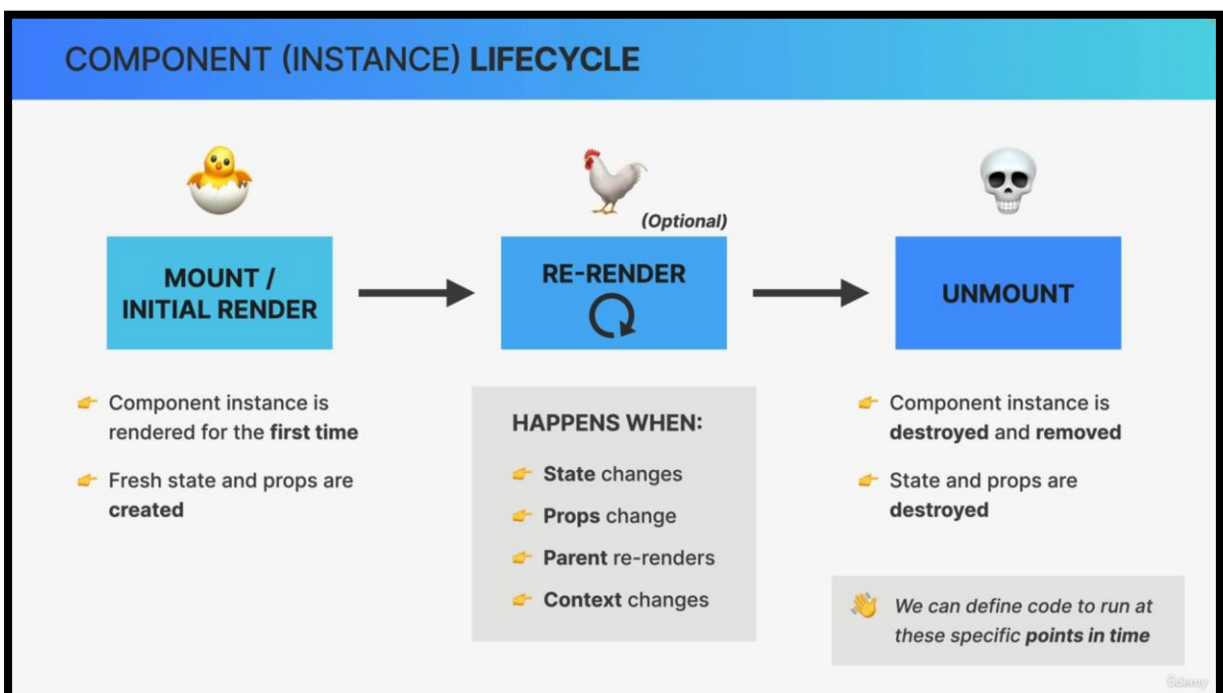 COMPONENT (INSTANCE) LIFECYCLE
(Optional)
MOUNT /
INITIAL RENDER
RE-RENDER
UNMOUNT
Component instance is
rendered for the first time
Fresh state and props are
created
HAPPENS WHEN:
State changes
Props change
Parent re-renders
Context changes
Component instance is
destroyed and removed
State and props are
destroyed
We can define code to run at
these specific points in time
Udemy